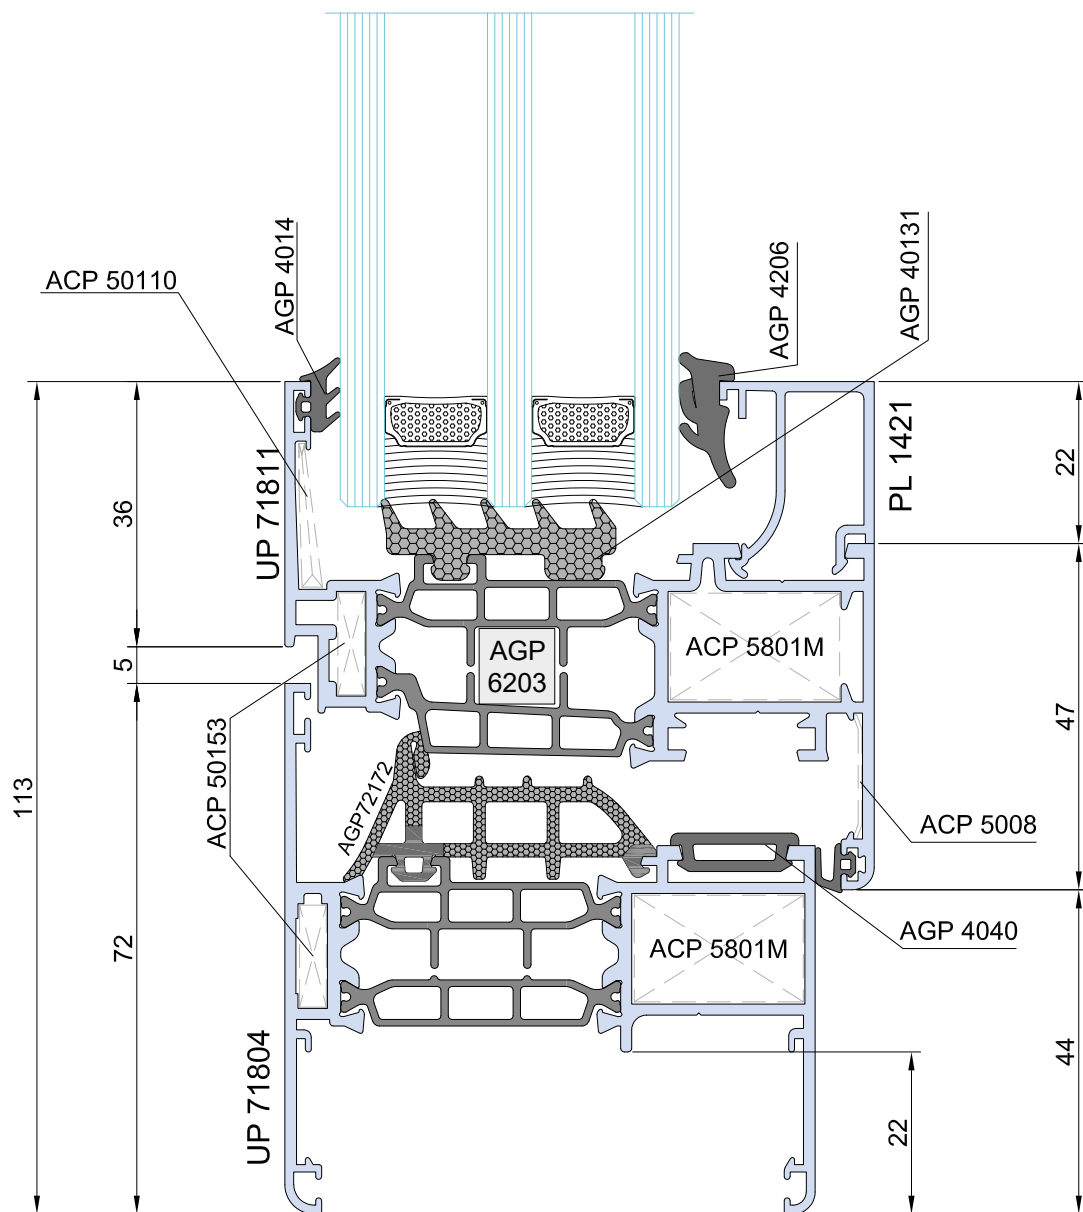 AGP 4014
AGP 4206
AGP 40131
ACP 50110
UP 71811
PL 1421
36
22
5
AGP
6203
ACP 5801M
ACP 50153
AGP72172
113
47
ACP 5008
72
ACP 5801M
AGP 4040
UP 71804
22
44